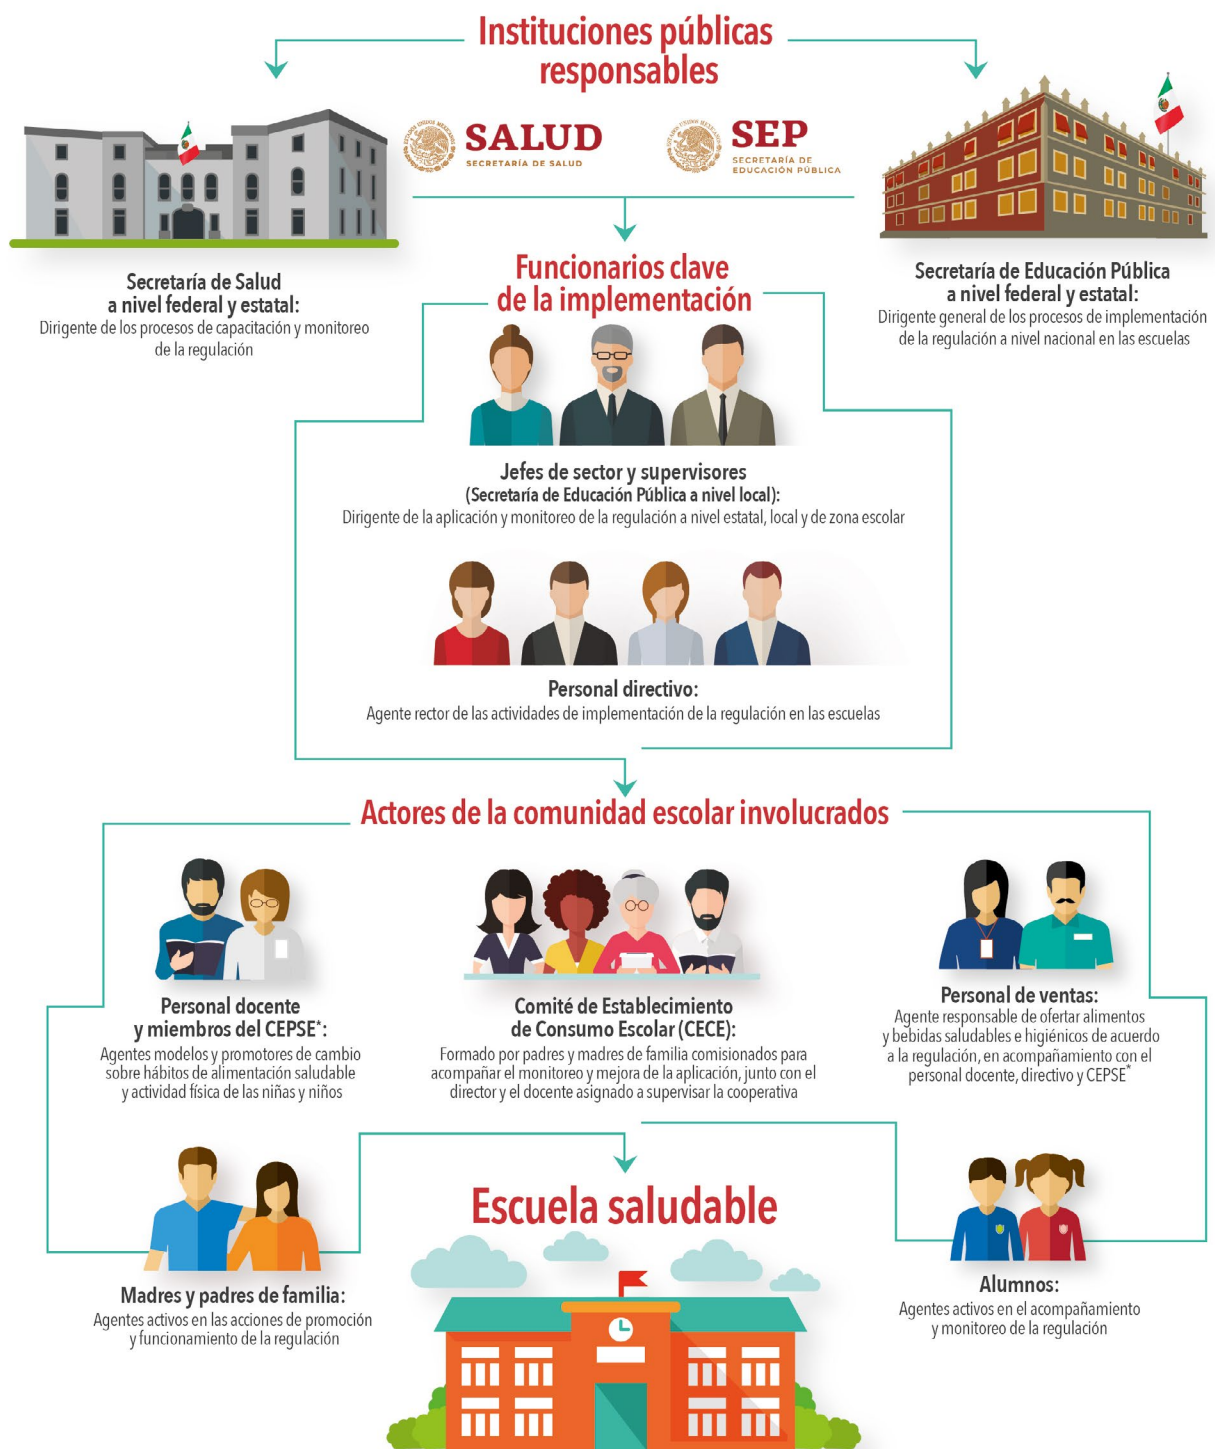 Instituciones públicas
responsables
SALUD
SECRETARÍA DE SALUD
SEP
SECRETARÍA DE
EDUCACIÓN PÚBLICA
Secretaría de Salud
a nivel federal y estatal:
Dirigente de los procesos de capacitación y monitoreo
de la regulación
Secretaría de Educación Pública
a nivel federal y estatal:
Dirigente general de los procesos de implementación
de la regulación a nivel nacional en las escuelas
Funcionarios clave
de la implementación
Jefes de sector y supervisores
(Secretaría de Educación Pública a nivel local):
Dirigente de la aplicación y monitoreo de la regulación a nivel estatal, local y de zona escolar
Personal directivo:
Agente rector de las actividades de implementación de la regulación en las escuelas
Actores de la comunidad escolar involucrados
Personal docente
y miembros del CEPSE*:
Agentes modelos y promotores de cambio
sobre hábitos de alimentación saludable
y actividad física de las niñas y niños
Comité de Establecimiento
de Consumo Escolar (CECE):
Formado por padres y madres de familia comisionados para
acompañar el monitoreo y mejora de la aplicación, junto con el
director y el docente asignado a supervisar la cooperativa
Personal de ventas:
Agente responsable de ofertar alimentos
y bebidas saludables e higiénicos de acuerdo
a la regulación, en acompañamiento con el
personal docente, directivo y CEPSE*
Madres y padres de familia:
Agentes activos en las acciones de promoción
y funcionamiento de la regulación
Escuela saludable
Alumnos:
Agentes activos en el acompañamiento
y monitoreo de la regulación